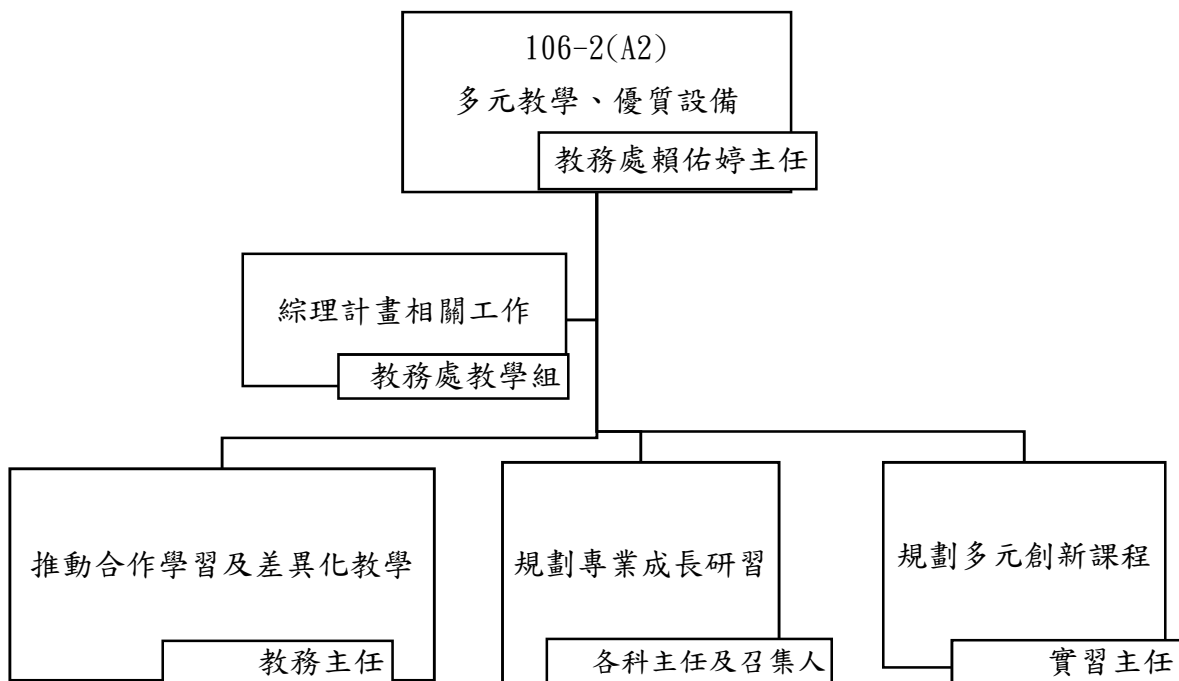 106-2(A2)
多元教學、優質設備
教務處賴佑婷主任
綜理計畫相關工作
教務處教學組
推動合作學習及差異化教學
教務主任
規劃專業成長研習
各科主任及召集人
規劃多元創新課程
實習主任